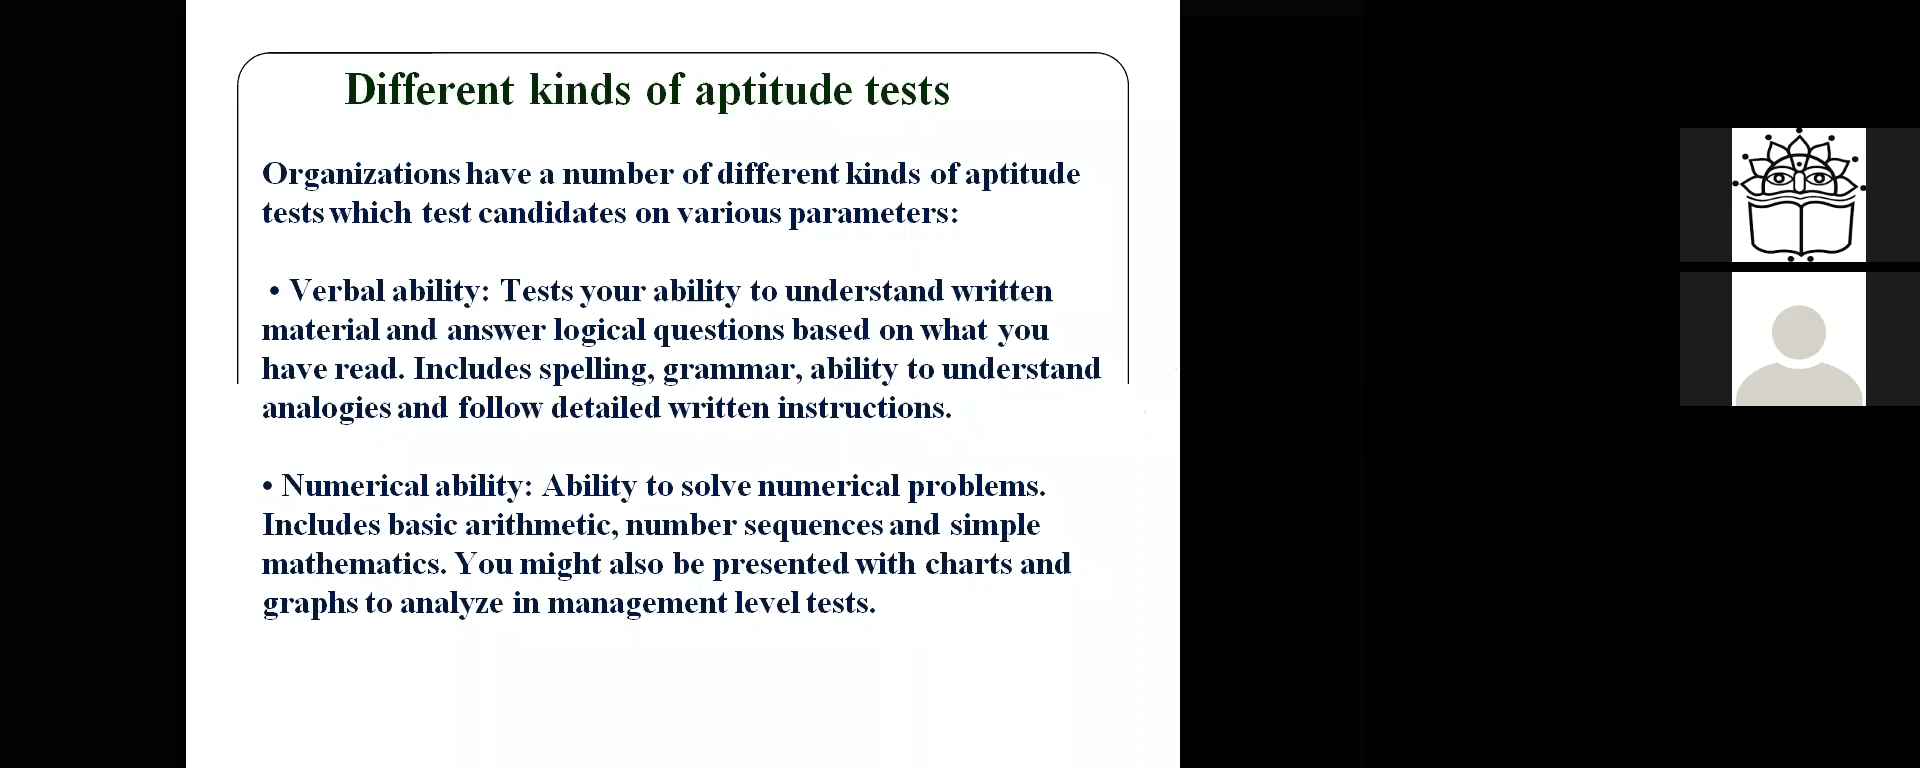 Different kinds of aptitude tests
Organizations have a number of different kinds of aptitude
tests which test candidates on various parameters:
• Verbal ability: Tests your ability to understand written
material and answer logical questions based on what you
have read. Includes spelling, grammar, ability to understand
analogies and follow detailed written instructions.
• Numerical ability: Ability to solve numerical problems.
Includes basic arithmetic, number sequences and simple
mathematics. You might also be presented with charts and
graphs to analyze in management level tests.